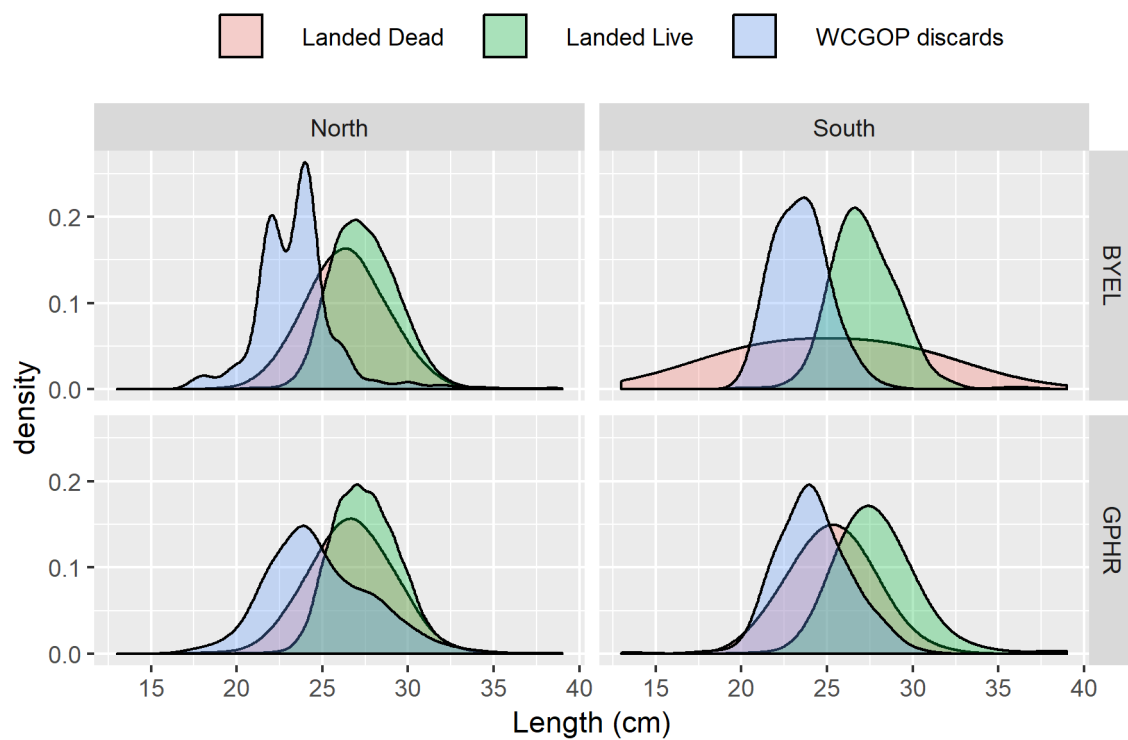 Landed Dead Landed Live WCGOP discards
North South
0.2
0.1
0.0
BYEL
density
0.2
0.1
0.0
GPHR
15 20 25 30 35 40 15 20 25 30 35 40
Length (cm)